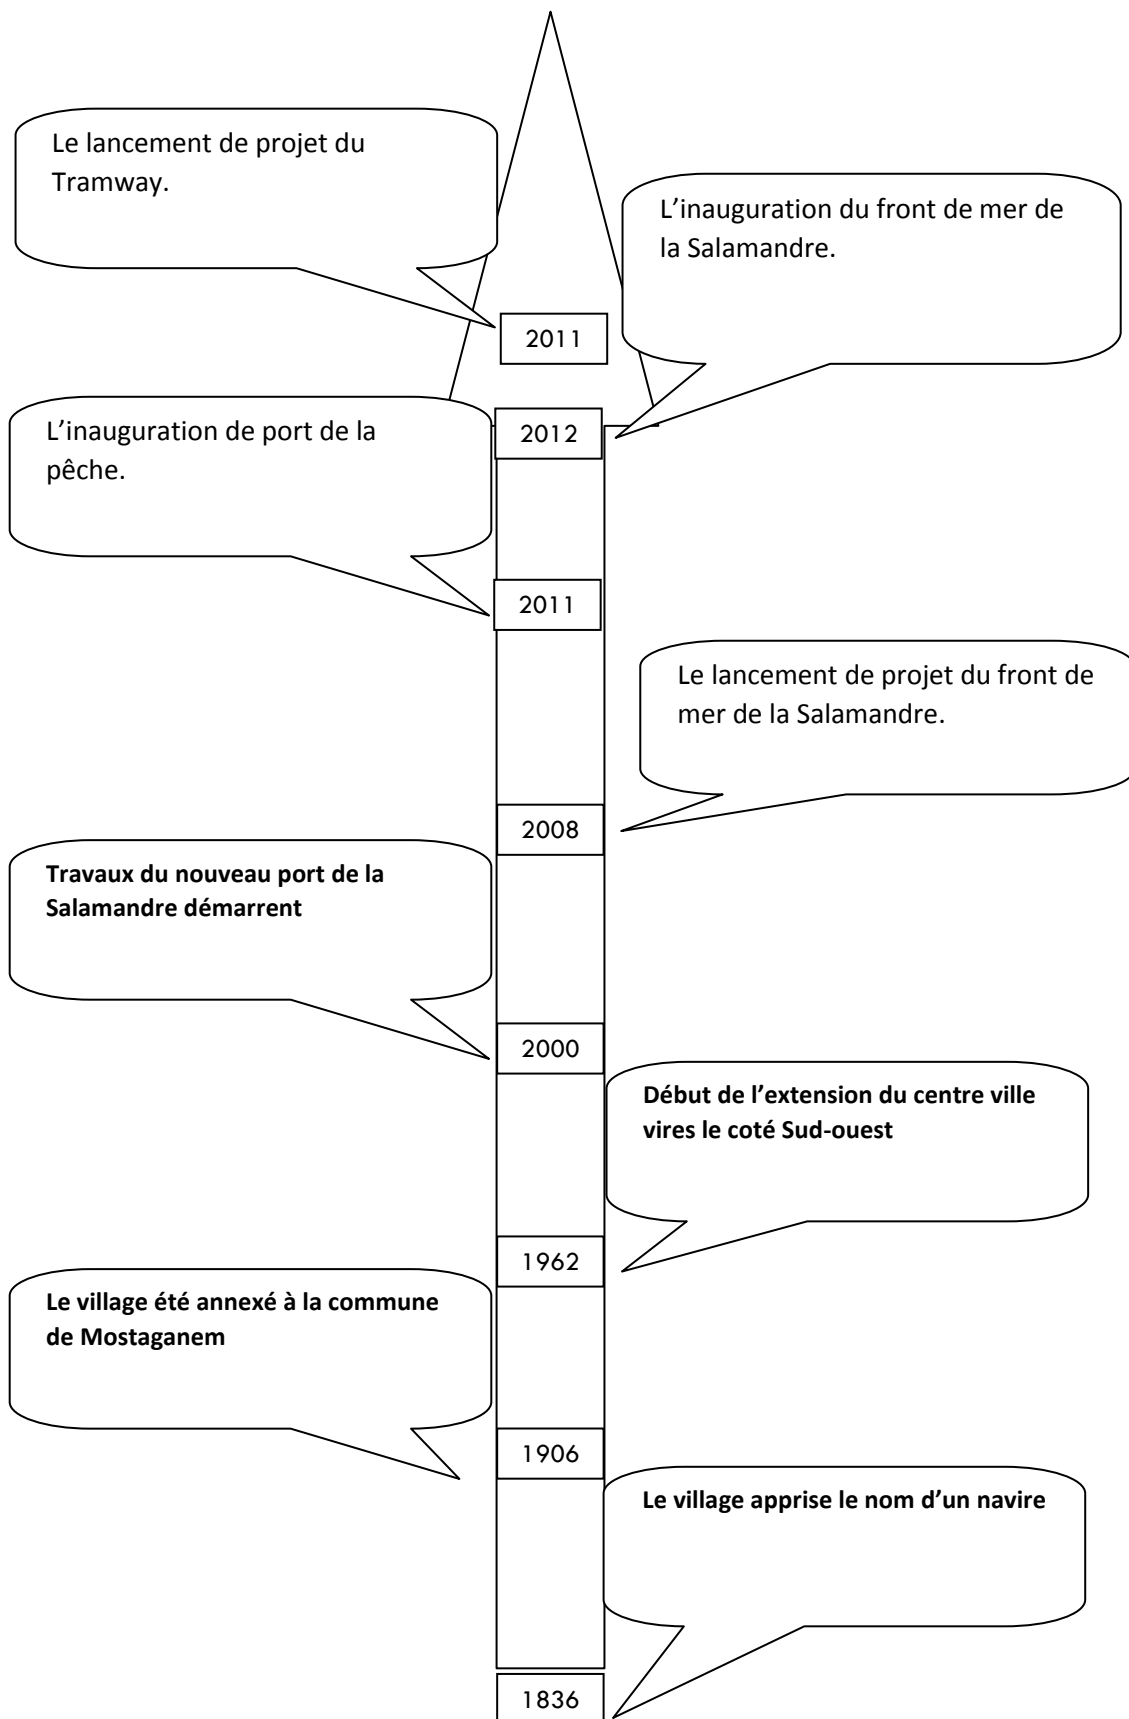 Le lancement de projet du
Tramway.
L’inauguration du front de mer de
la Salamandre.
2011
L’inauguration de port de la
pêche.
2012
2011
Le lancement de projet du front de
mer de la Salamandre.
2008
Travaux du nouveau port de la
Salamandre démarrent
2000
Début de l’extension du centre ville
vires le coté Sud-ouest
1962
Le village été annexé à la commune
de Mostaganem
1906
Le village apprise le nom d’un navire
1836